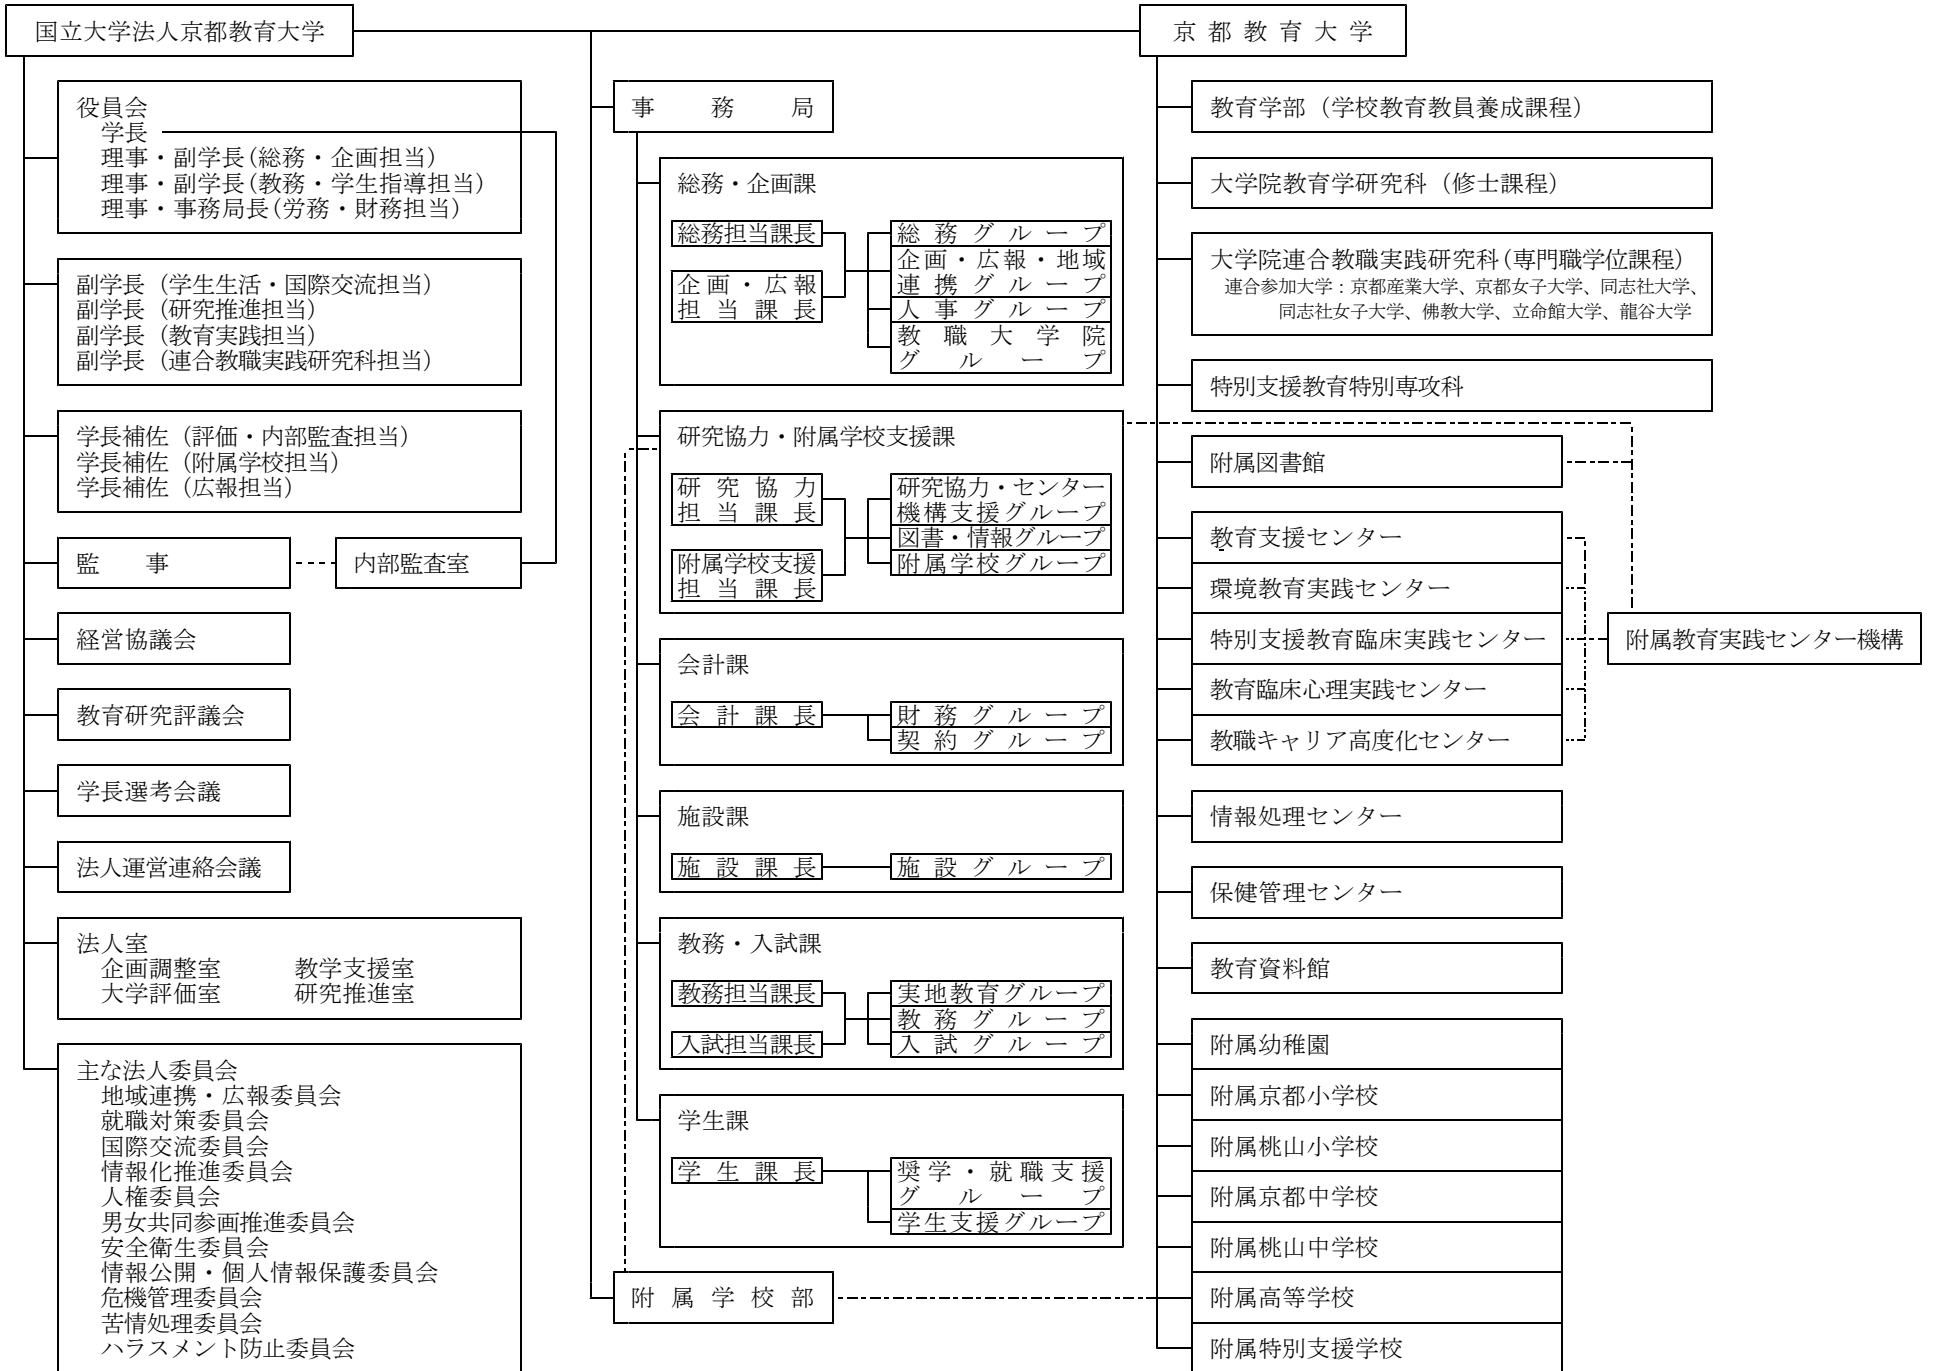 国立大学法人京都教育大学
役員会
学長
理事・副学長(総務・企画担当)
理事・副学長(教務・学生指導担当)
理事・事務局長(労務・財務担当)
副学長（学生生活・国際交流担当）
副学長（研究推進担当）
副学長（教育実践担当）
副学長（連合教職実践研究科担当）
学長補佐（評価・内部監査担当）
学長補佐（附属学校担当）
学長補佐（広報担当）
監　事
内部監査室
経営協議会
教育研究評議会
学長選考会議
法人運営連絡会議
法人室
企画調整室　教学支援室
大学評価室　研究推進室
主な法人委員会
地域連携・広報委員会
就職対策委員会
国際交流委員会
情報化推進委員会
人権委員会
男女共同参画推進委員会
安全衛生委員会
情報公開・個人情報保護委員会
危機管理委員会
苦情処理委員会
ハラスメント防止委員会
事務局
総務・企画課
総務担当課長
企画・広報
担当課長
総務グループ
企画・広報・地域
連携グループ
人事グループ
教職大学院
グループ
研究協力・附属学校支援課
研究協力
担当課長
附属学校支援
担当課長
研究協力・センター
機構支援グループ
図書・情報グループ
附属学校グループ
会計課
会計課長
財務グループ
契約グループ
施設課
施設課長
施設グループ
教務・入試課
教務担当課長
入試担当課長
実地教育グループ
教務グループ
入試グループ
学生課
学生課長
奨学・就職支援
グループ
学生支援グループ
附属学校部
京都教育大学
教育学部（学校教育教員養成課程）
大学院教育学研究科（修士課程）
大学院連合教職実践研究科(専門職学位課程)
連合参加大学：京都産業大学、京都女子大学、同志社大学、
同志社女子大学、佛教大学、立命館大学、龍谷大学
特別支援教育特別専攻科
附属図書館
教育支援センター
環境教育実践センター
特別支援教育臨床実践センター
教育臨床心理実践センター
教職キャリア高度化センター
附属教育実践センター機構
情報処理センター
保健管理センター
教育資料館
附属幼稚園
附属京都小学校
附属桃山小学校
附属京都中学校
附属桃山中学校
附属高等学校
附属特別支援学校